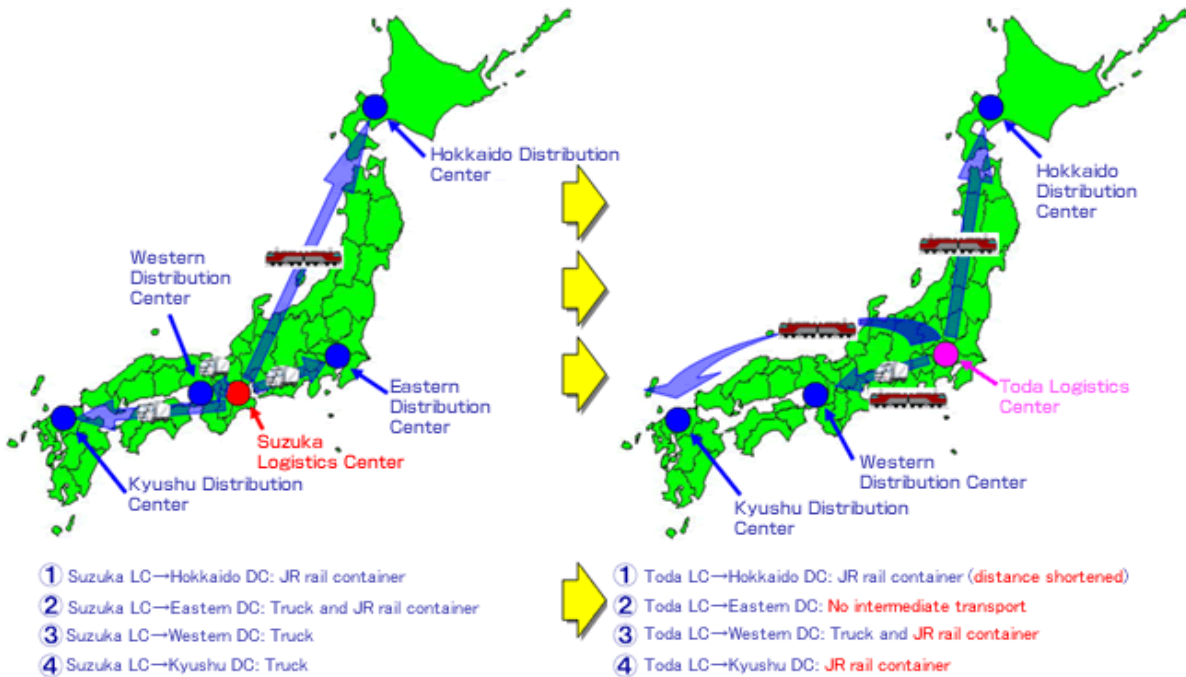 Hokkaido Distribution
Center
Western
Distribution
Center
Eastern
Distribution
Center
Suzuka
Logistics Center
Kyushu Distribution
Center
Hokkaido
Distribution
Center
Toda Logistics
Center
Western
Distribution Center
Kyushu Distribution
Center
① Suzuka LC→Hokkaido DC: JR rail container
② Suzuka LC→Eastern DC: Truck and JR rail container
③ Suzuka LC→Western DC: Truck
④ Suzuka LC→Kyushu DC: Truck
① Toda LC→Hokkaido DC: JR rail container (distance shortened)
② Toda LC→Eastern DC: No intermediate transport
③ Toda LC→Western DC: Truck and JR rail container
④ Toda LC→Kyushu DC: JR rail container